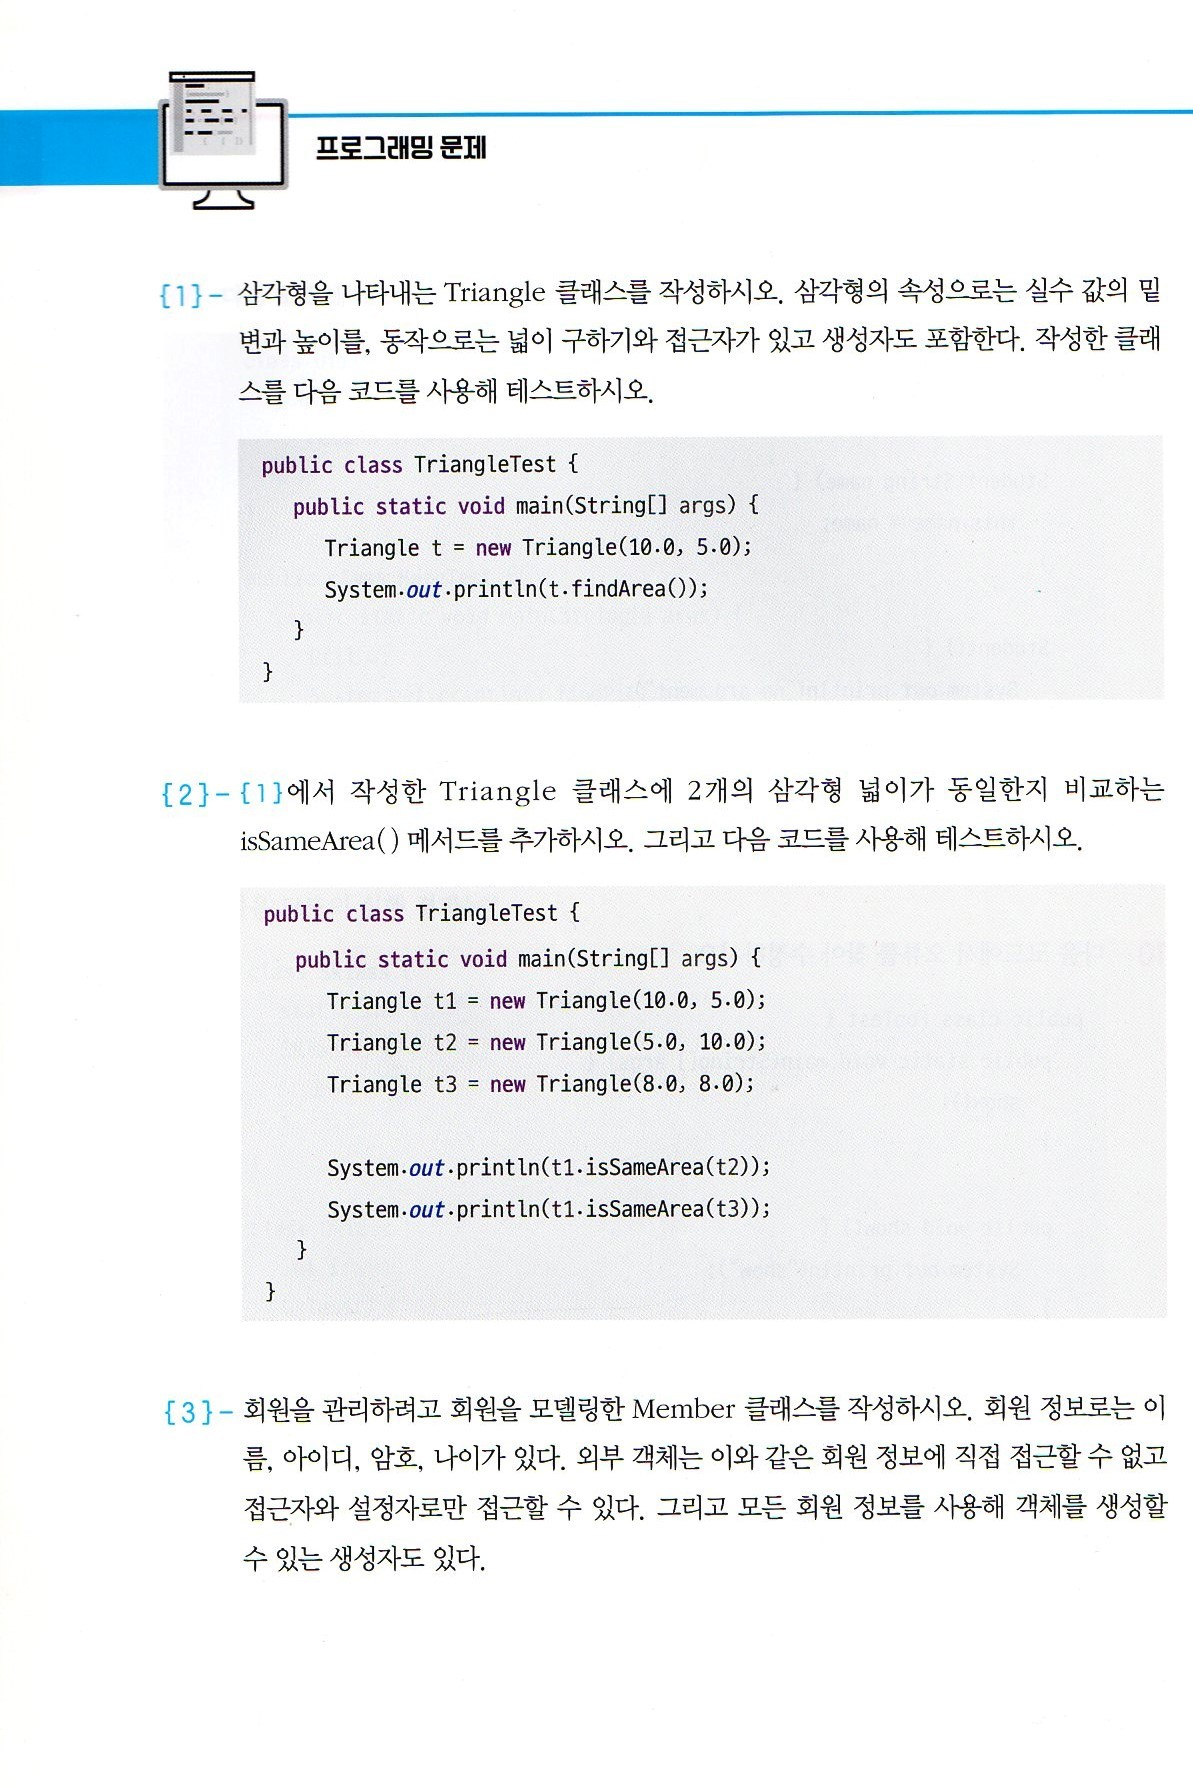 프로그래밍 문제
{1}- 삼각형을 나타내는 Triangle 클래스를 작성하시오. 삼각형의 속성으로는 실수 값의 밑
변과 높이를, 동작으로는 넓이 구하기와 접근자가 있고 생성자도 포함한다. 작성한 클래
스를 다음 코드를 사용해 테스트하시오.
public class TriangleTest {
public static void main(String[] args) {
Triangle t = new Triangle(10.0, 5.0);
System.out.println(t.findArea());
}
}
{2}- {1}에서 작성한 Triangle 클래스에 2개의 삼각형 넓이가 동일한지 비교하는
isSameArea( ) 메서드를 추가하시오. 그리고 다음 코드를 사용해 테스트하시오.
public class TriangleTest {
public static void main(String[] args) {
Triangle t1 = new Triangle(10.0, 5.0);
Triangle t2 = new Triangle(5.0, 10.0);
Triangle t3 = new Triangle(8.0, 8.0);
System.out.println(t1.isSameArea(t2));
System.out.println(t1.isSameArea(t3));
}
}
{3}- 회원을 관리하려고 회원을 모델링한 Member 클래스를 작성하시오. 회원 정보로는 이
름, 아이디, 암호, 나이가 있다. 외부 객체는 이와 같은 회원 정보에 직접 접근할 수 없고
접근자와 설정자로만 접근할 수 있다. 그리고 모든 회원 정보를 사용해 객체를 생성할
수 있는 생성자도 있다.